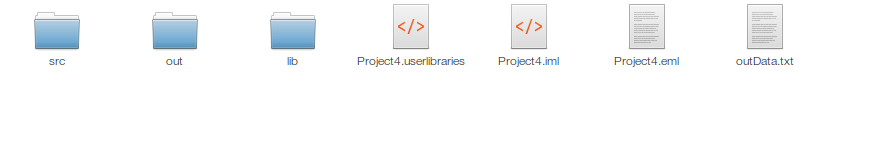 src
out
lib
Project4.userlibraries
Project4.iml
Project4.eml
outData.txt